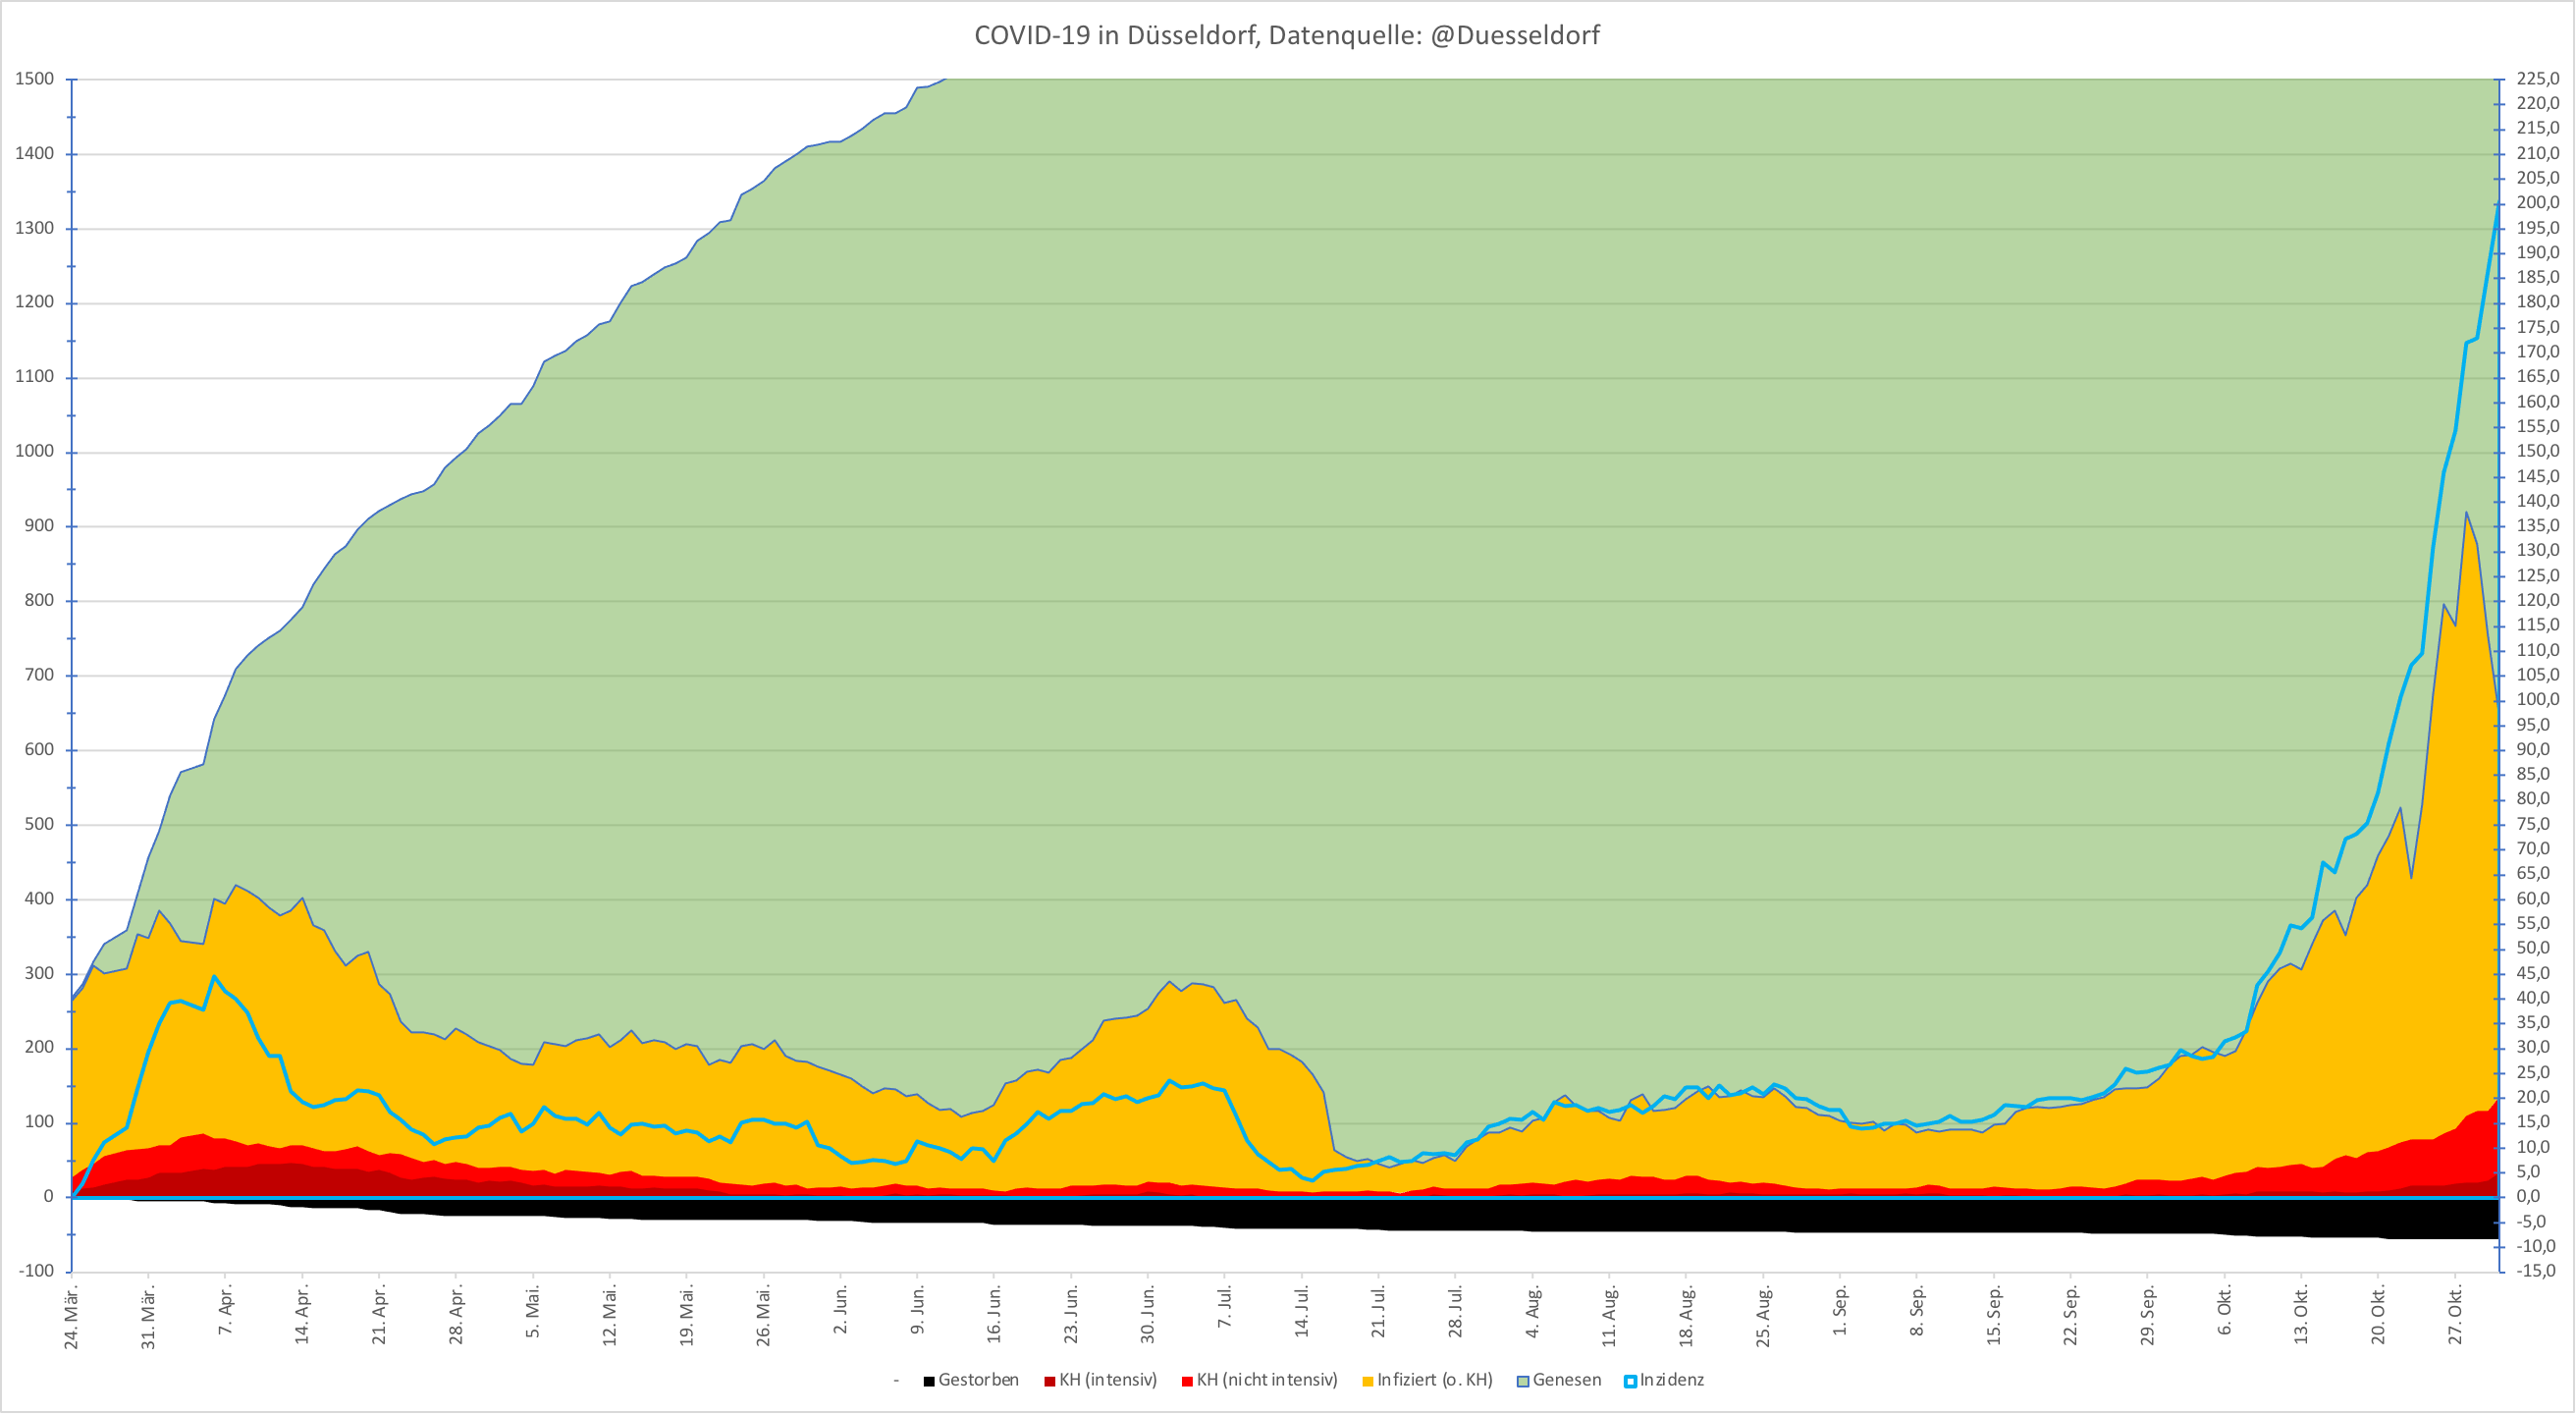 COVID-19 in Düsseldorf, Datenquelle: @Duesseldorf
1500
1400
1300
1200
1100
1000
900
800
700
600
500
400
300
200
100
0
-100
225,0
220,0
215,0
210,0
205,0
200,0
195,0
190,0
185,0
180,0
175,0
170,0
165,0
160,0
155,0
150,0
145,0
140,0
135,0
130,0
125,0
120,0
115,0
110,0
105,0
100,0
95,0
90,0
85,0
80,0
75,0
70,0
65,0
60,0
55,0
50,0
45,0
40,0
35,0
30,0
25,0
20,0
15,0
10,0
5,0
0,0
-5,0
-10,0
-15,0
24. Mär.
31. Mär.
7. Apr.
14. Apr.
21. Apr.
28. Apr.
5. Mai.
12. Mai.
19. Mai.
26. Mai.
2. Jun.
9. Jun.
16. Jun.
23. Jun.
30. Jun.
7. Jul.
14. Jul.
21. Jul.
28. Jul.
4. Aug.
11. Aug.
18. Aug.
25. Aug.
1. Sep.
8. Sep.
15. Sep.
22. Sep.
29. Sep.
6. Okt.
13. Okt.
20. Okt.
27. Okt.
- Gestorben KH (intensiv) KH (nicht intensiv) Infiziert (o. KH) Genesen Inzidenz